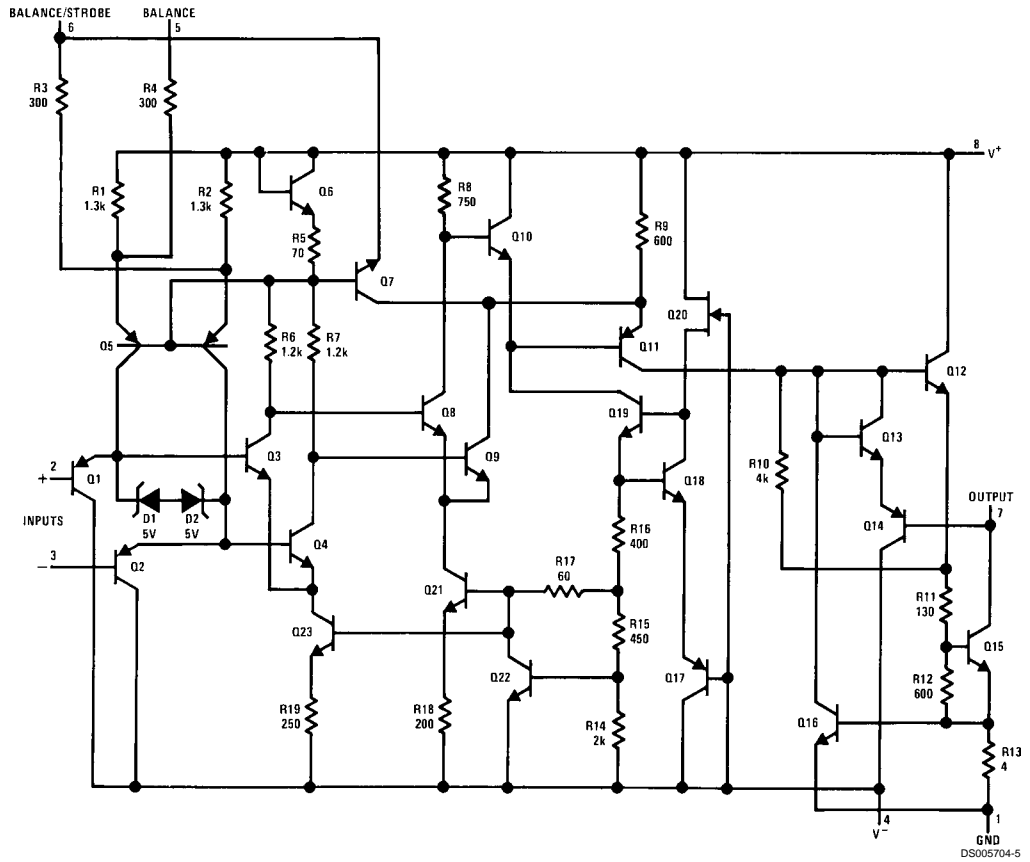 BALANCE/STROBE BALANCE
6 5
R3
300
R4
300
8 V+
R1
1.3k
R2
1.3k
Q6
R5
70
R8
750
Q10
R9
600
Q7
Q20
R6
1.2k
R7
1.2k
Q5
Q11
Q12
Q8
Q19
Q13
Q3
Q9
R10
4k
Q18
2
+
Q1
OUTPUT
7
D1
5V
D2
5V
INPUTS
Q14
R16
400
3
−
Q2
Q4
R17
60
Q21
R11
130
R15
450
Q23
Q15
Q22
Q17
R12
600
R19
250
R18
200
R14
2k
Q16
R13
4
4
V−
1
GND
DS005704-5